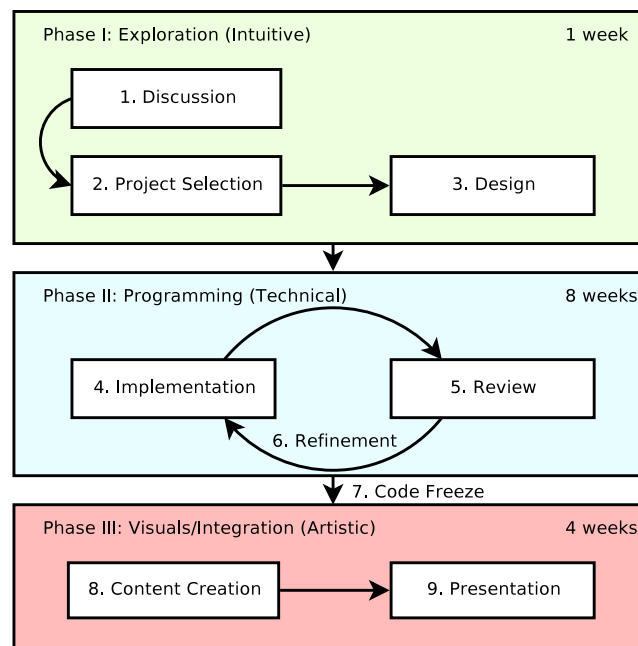 Phase I: Exploration (Intuitive) 1 week
1. Discussion
2. Project Selection
3. Design
Phase II: Programming (Technical) 8 weeks
4. Implementation
5. Review
6. Refinement
7. Code Freeze
Phase III: Visuals/Integration (Artistic) 4 weeks
8. Content Creation
9. Presentation